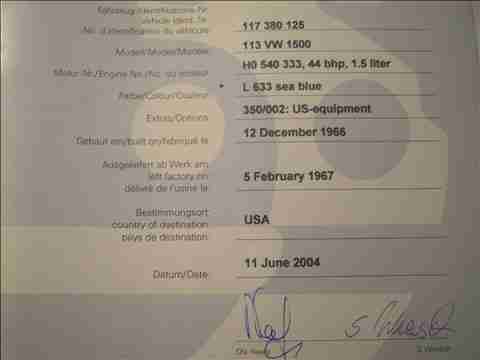 Fahrzeug-Identifications-Nr.
Vehicle Ident. Nr. 117 380 125
No. d'identification du véhicule
Modell/Model/Modèle: 113 VW 1500
Motor-Nr./Engine No./No. du moteur H0 540 333, 44 bhp, 1.5 liter
Farbe/Colour/Couleur: L 633 sea blue
Extras/Options: 350/002: US-equipment
Gebaut am/built on/fabriqué le: 12 December 1966
Ausgeliefert ab Werk am:
left factory on: 5 February 1967
délivré de l'usine le:
Bestimmungsort:
country of destination: USA
pays de destination:
Datum/Date: 11 June 2004